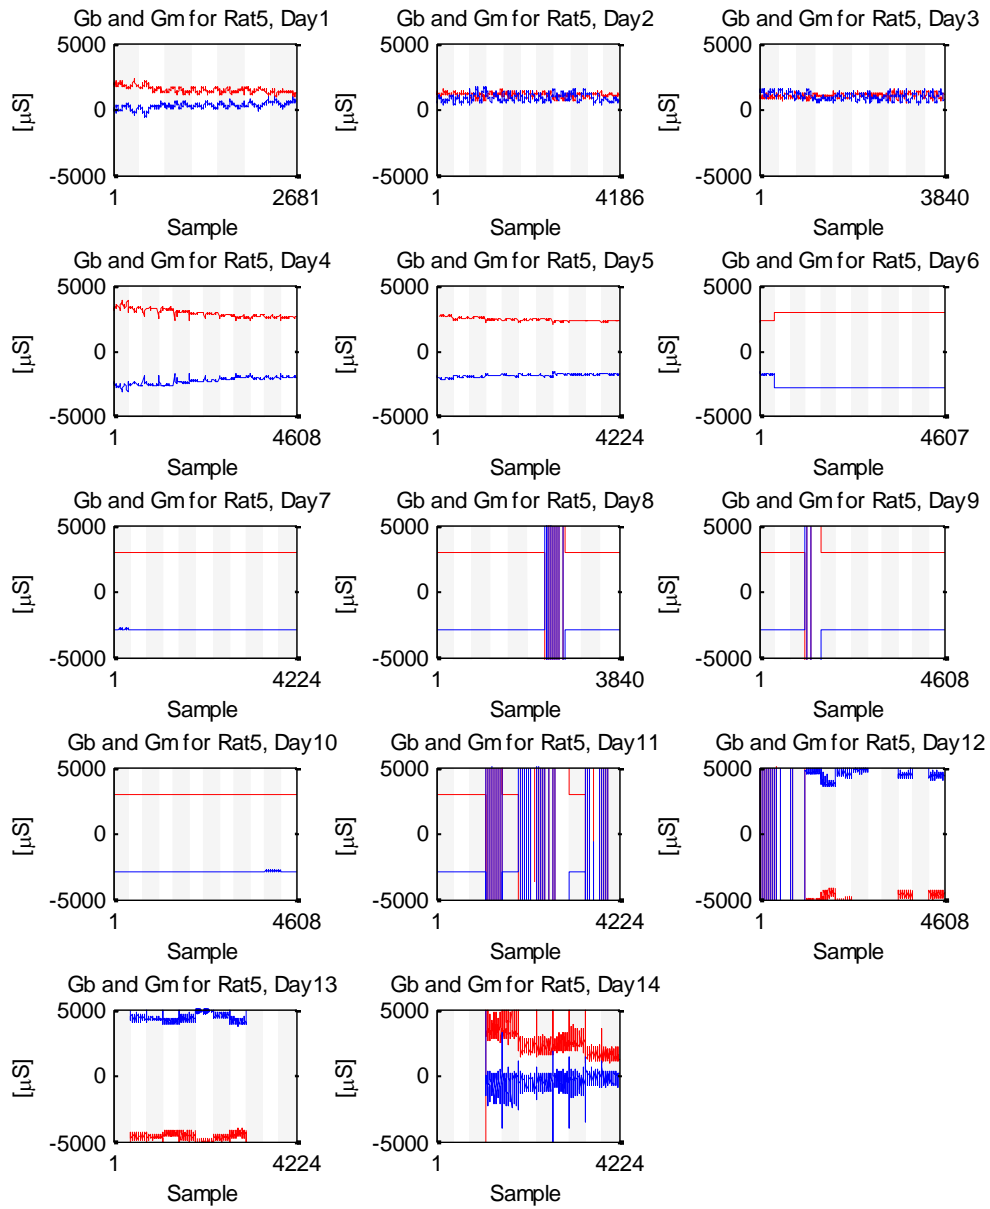 Gb and Gm for Rat5, Day1 Gb and Gm for Rat5, Day2 Gb and Gm for Rat5, Day3
5000 5000 5000
[µS] 0 [µS] 0 [µS] 0
-5000 -5000 -5000
1 2681 1 4186 1 3840
Sample Sample Sample
Gb and Gm for Rat5, Day4 Gb and Gm for Rat5, Day5 Gb and Gm for Rat5, Day6
5000 5000 5000
[µS] 0 [µS] 0 [µS] 0
-5000 -5000 -5000
1 4608 1 4224 1 4607
Sample Sample Sample
Gb and Gm for Rat5, Day7 Gb and Gm for Rat5, Day8 Gb and Gm for Rat5, Day9
5000 5000 5000
[µS] 0 [µS] 0 [µS] 0
-5000 -5000 -5000
1 4224 1 3840 1 4608
Sample Sample Sample
Gb and Gm for Rat5, Day10 Gb and Gm for Rat5, Day11 Gb and Gm for Rat5, Day12
5000 5000 5000
[µS] 0 [µS] 0 [µS] 0
-5000 -5000 -5000
1 4608 1 4224 1 4608
Sample Sample Sample
Gb and Gm for Rat5, Day13 Gb and Gm for Rat5, Day14
5000 5000
[µS] 0 [µS] 0
-5000 -5000
1 4224 1 4224
Sample Sample